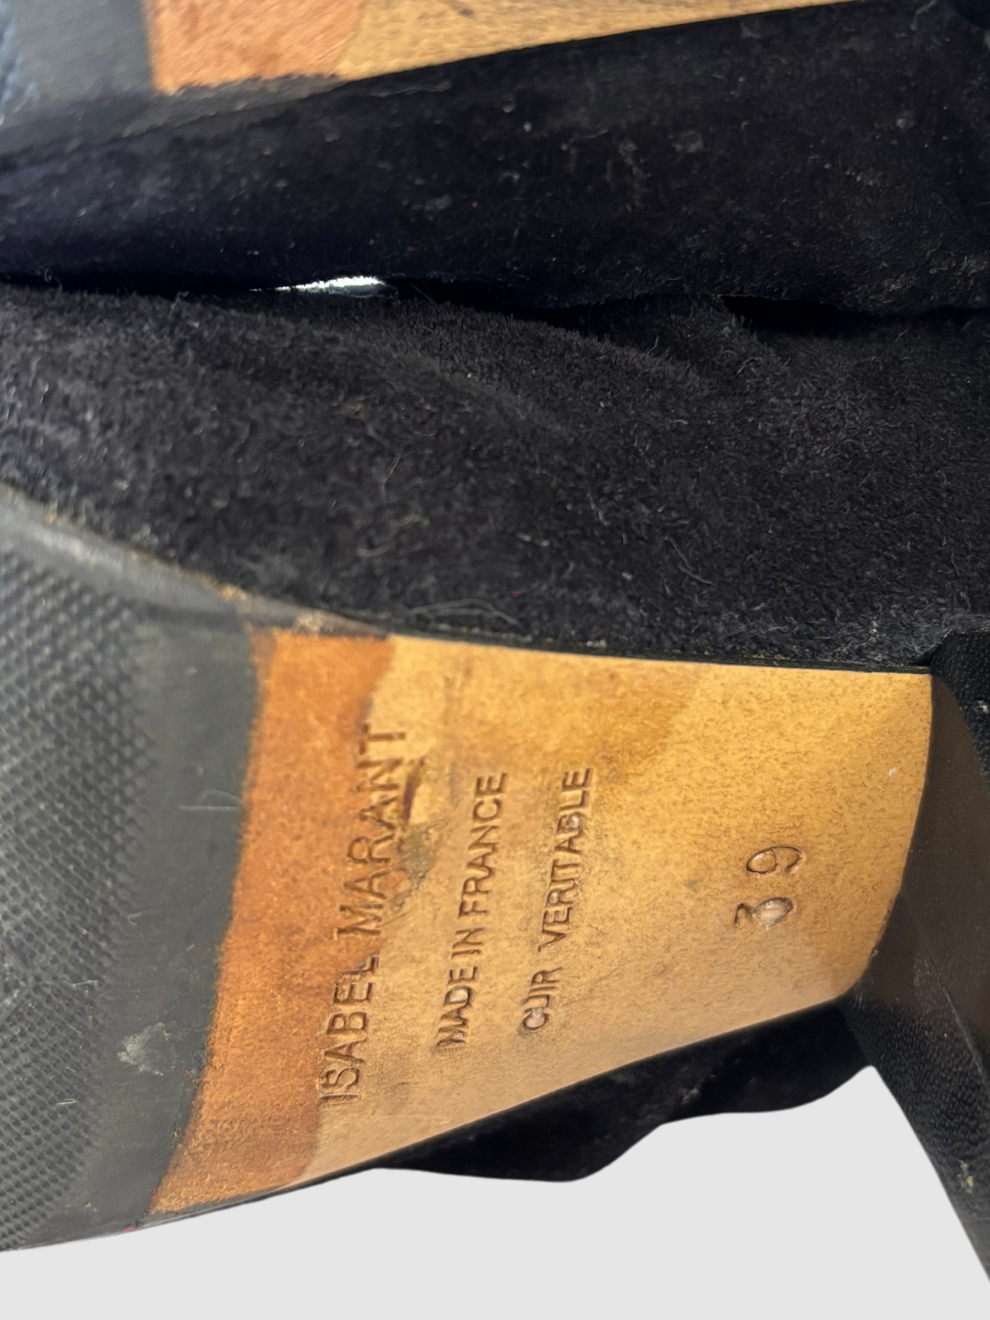 ISABEL MARANT
MADE IN FRANCE
CUIR VERITABLE
39